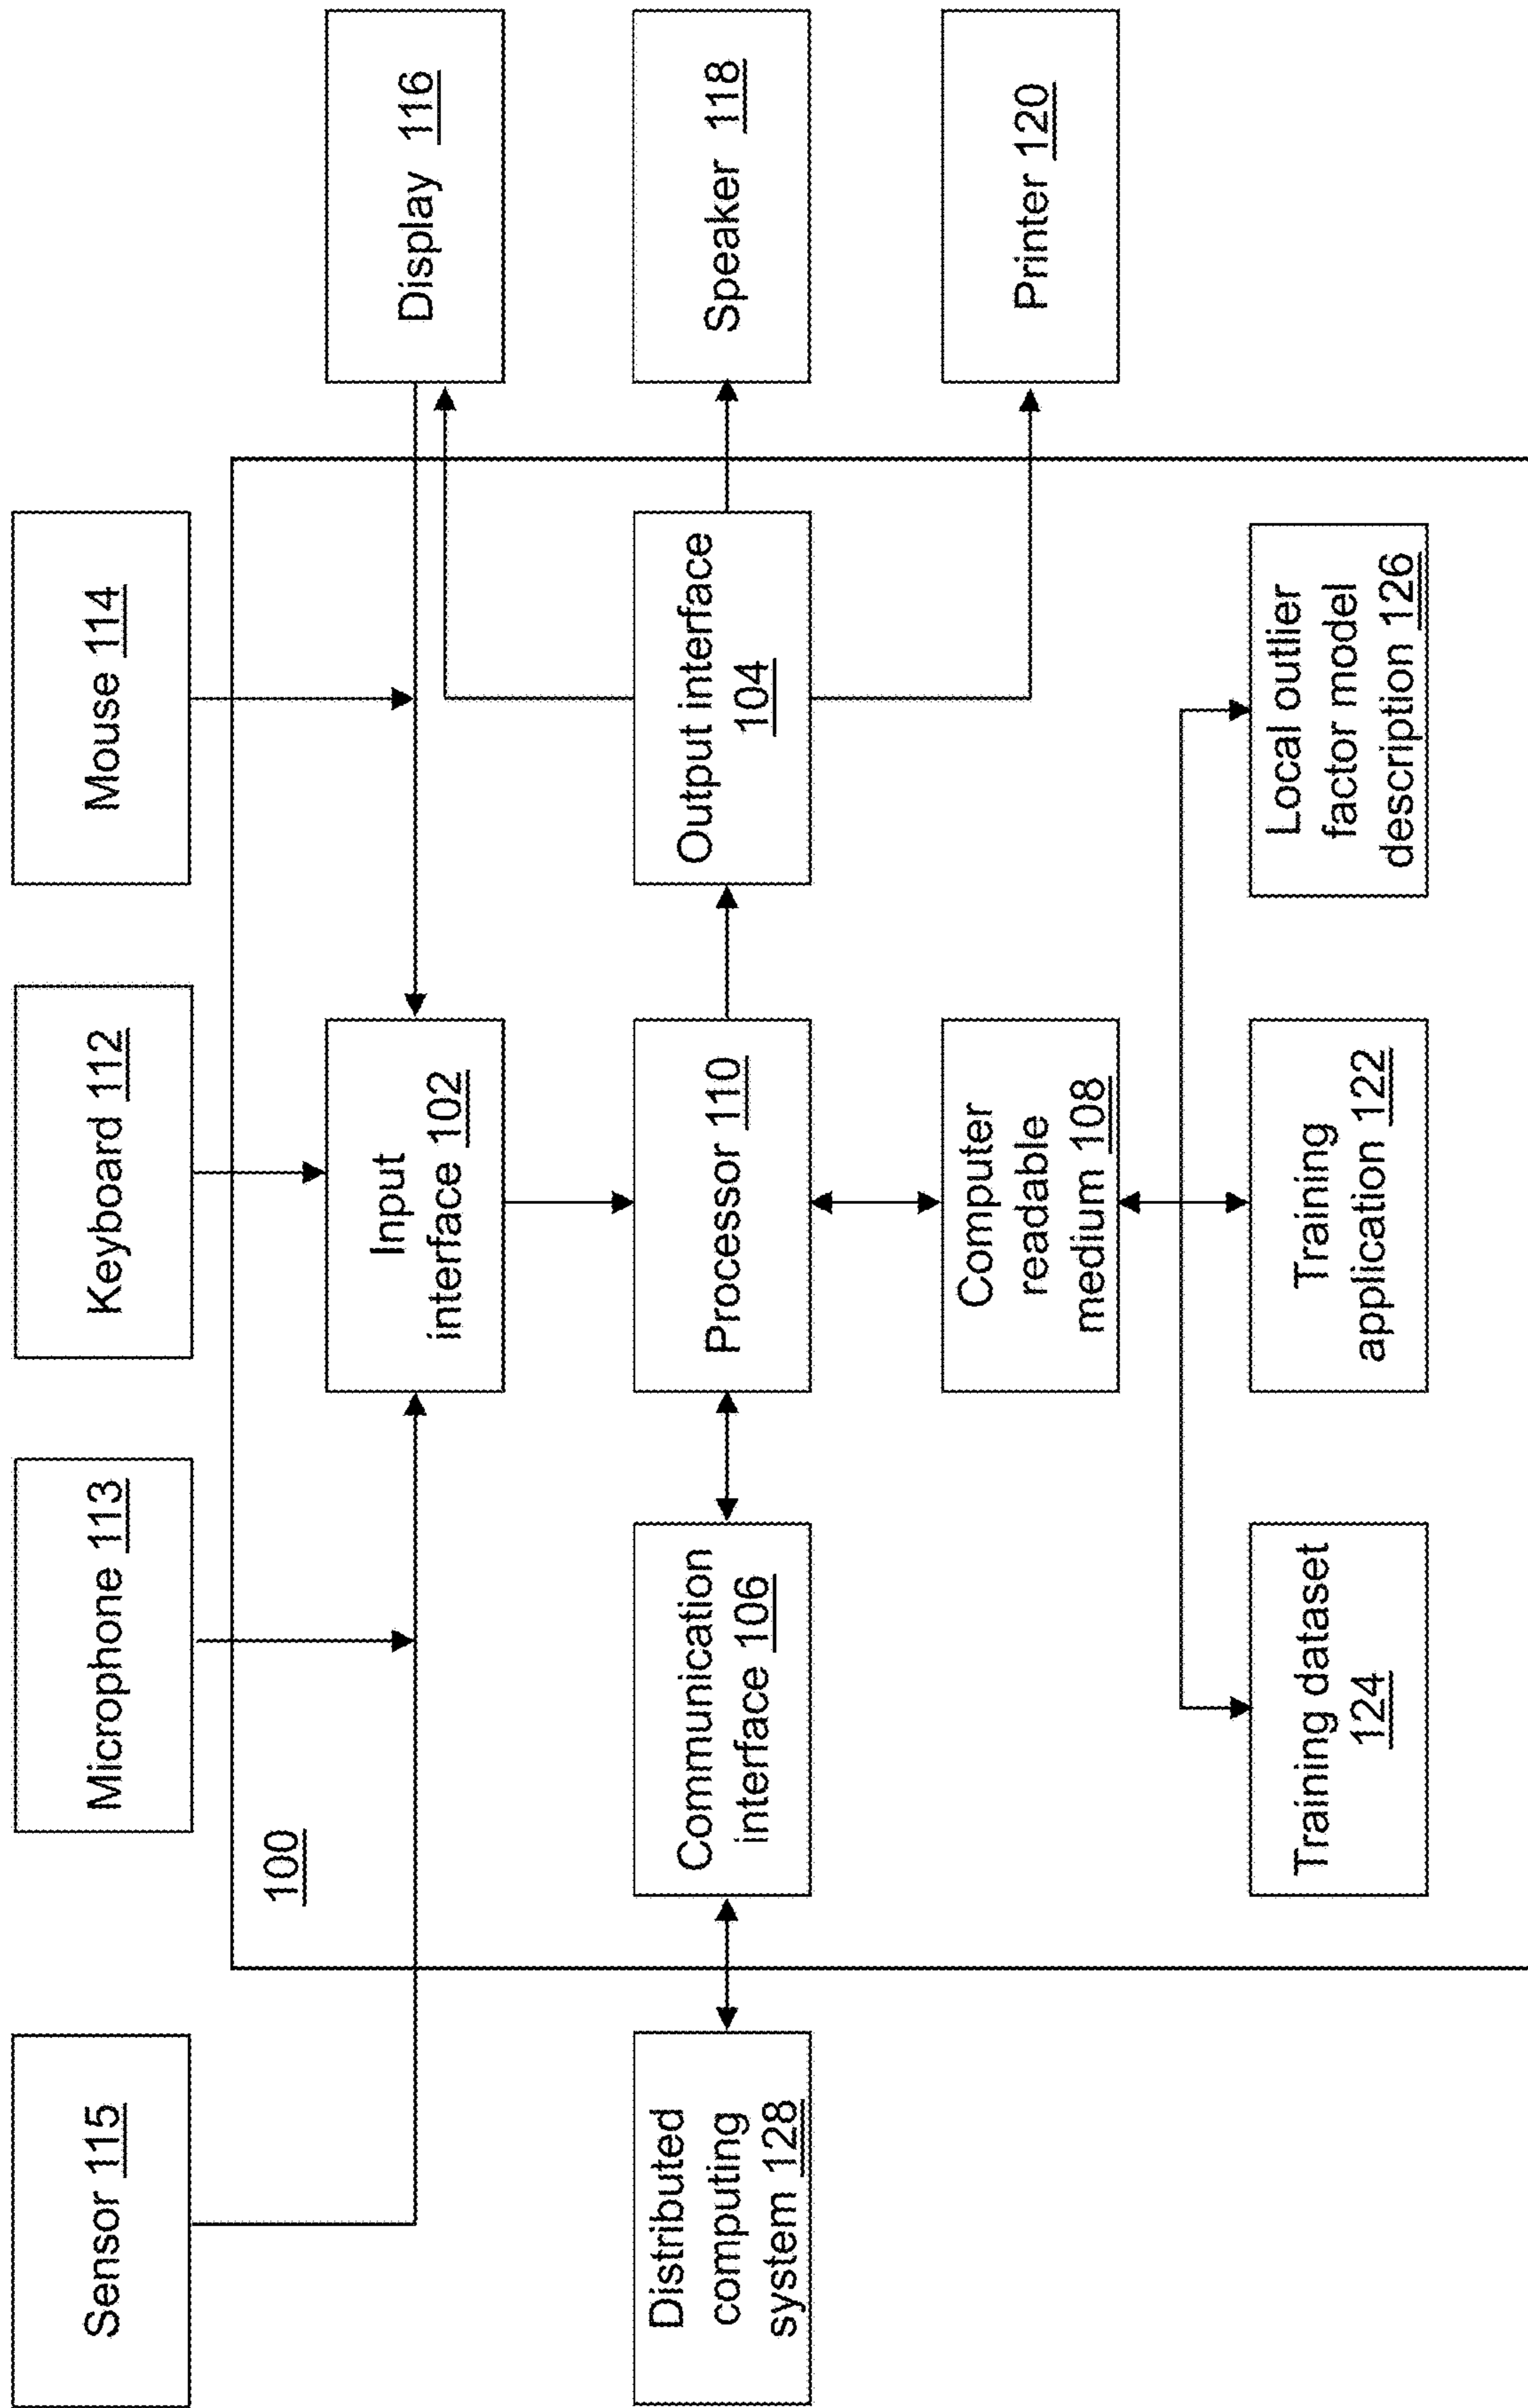 Sensor 115
Microphone 113
Keyboard 112
Mouse 114
100
Input
interface 102
Display 116
Distributed
computing
system 128
Communication
interface 106
Processor 110
Output interface
104
Speaker 118
Computer
readable
medium 108
Printer 120
Training dataset
124
Training
application 122
Local outlier
factor model
description 126